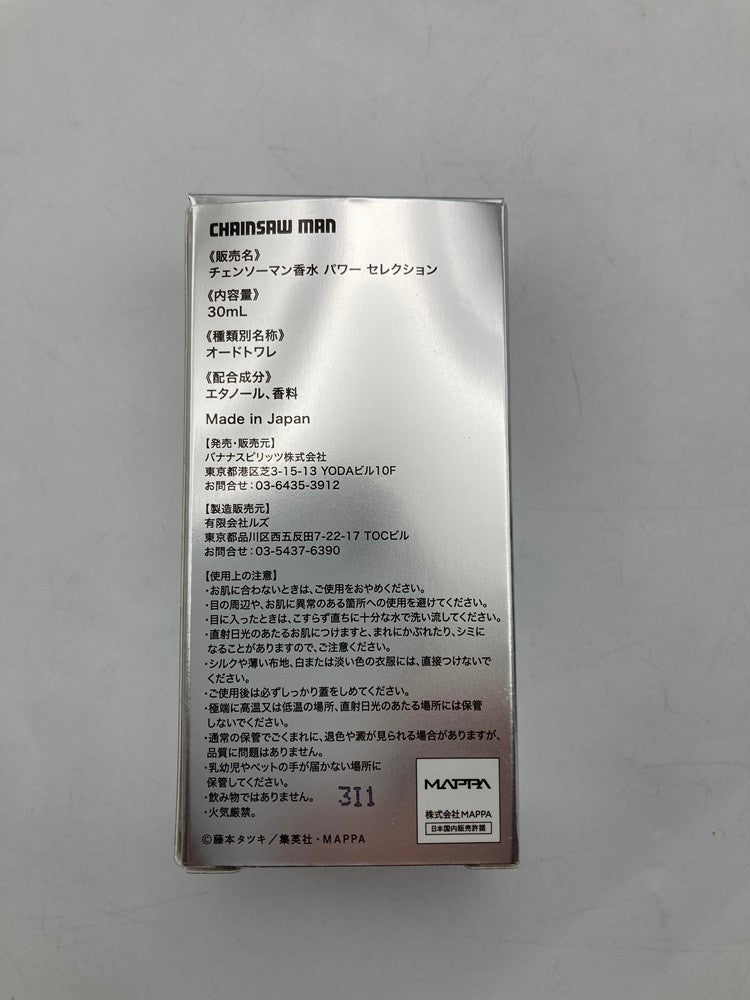 CHAINSAW MAN
《販売名》
チェンソーマン香水 パワー セレクション
《内容量》
30mL
《種類別名称》
オードトワレ
《配合成分》
エタノール、香料
Made in Japan
【発売・販売元】
バナナスピリッツ株式会社
東京都港区芝3-15-13 YODAビル10F
お問合せ：03-6435-3912
【製造販売元】
有限会社ルズ
東京都品川区西五反田7-22-17 TOCビル
お問合せ：03-5437-6390
【使用上の注意】
・お肌に合わないときは、ご使用をおやめください。
・目の周辺や、お肌に異常のある箇所への使用を避けてください。
・目に入ったときは、こすらず直ちに十分な水で洗い流してください。
・直射日光のあたるお肌につけますと、まれにかぶれたり、シミに
なることがありますので、ご注意ください。
・シルクや薄い布地、白または淡い色の衣服には、直接つけないで
ください。
・ご使用後は必ずしっかり蓋をしめてください。
・極端に高温又は低温の場所、直射日光のあたる場所には保管
しないでください。
・通常の保管でごくまれに、退色や澱が見られる場合がありますが、
品質に問題はありません。
・乳幼児やペットの手が届かない場所に
保管してください。
・飲み物ではありません。
・火気厳禁。
3I1
MAPPA
株式会社MAPPA
日本国内販売許諾
©藤本タツキ／集英社・MAPPA